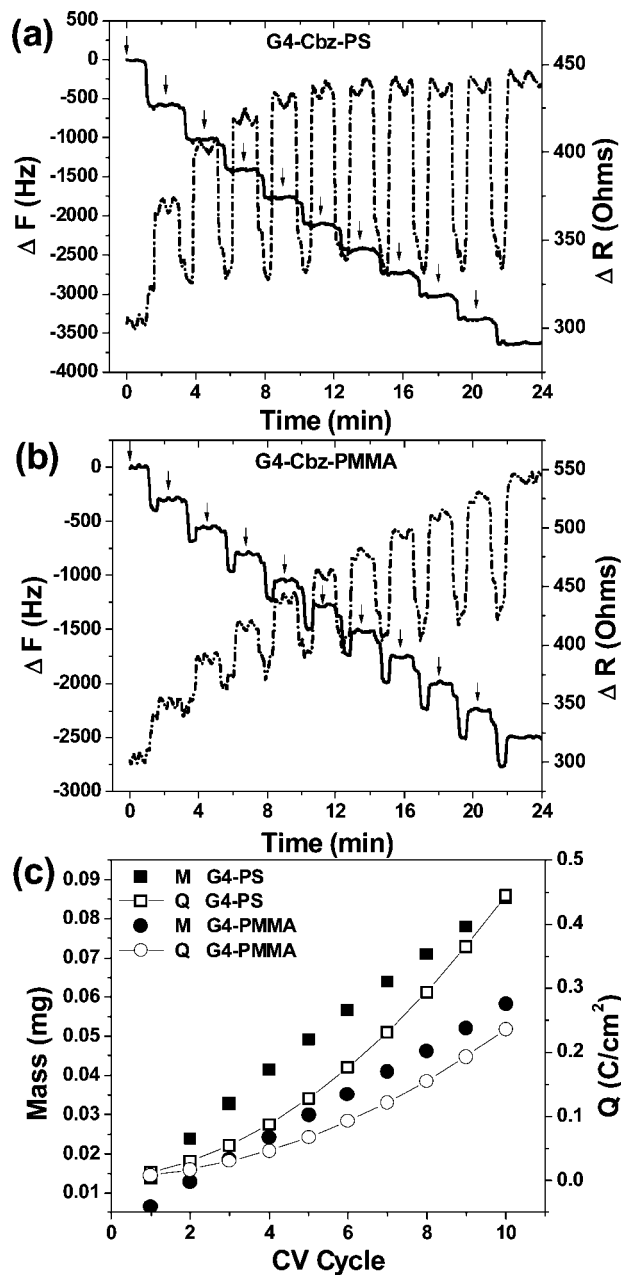 (a)
G4-Cbz-PS
0
-500
-1000
-1500
-2000
-2500
-3000
-3500
-4000
Δ F (Hz)
450
400
350
300
Δ R (Ohms)
0 4 8 12 16 20 24
Time (min)
(b)
G4-Cbz-PMMA
0
-500
-1000
-1500
-2000
-2500
-3000
Δ F (Hz)
550
500
450
400
350
300
Δ R (Ohms)
0 4 8 12 16 20 24
Time (min)
(c)
M G4-PS
Q G4-PS
M G4-PMMA
Q G4-PMMA
0.09
0.08
0.07
0.06
0.05
0.04
0.03
0.02
0.01
Mass (mg)
0.5
0.4
0.3
0.2
0.1
0.0
Q (C/cm²)
0 2 4 6 8 10
CV Cycle